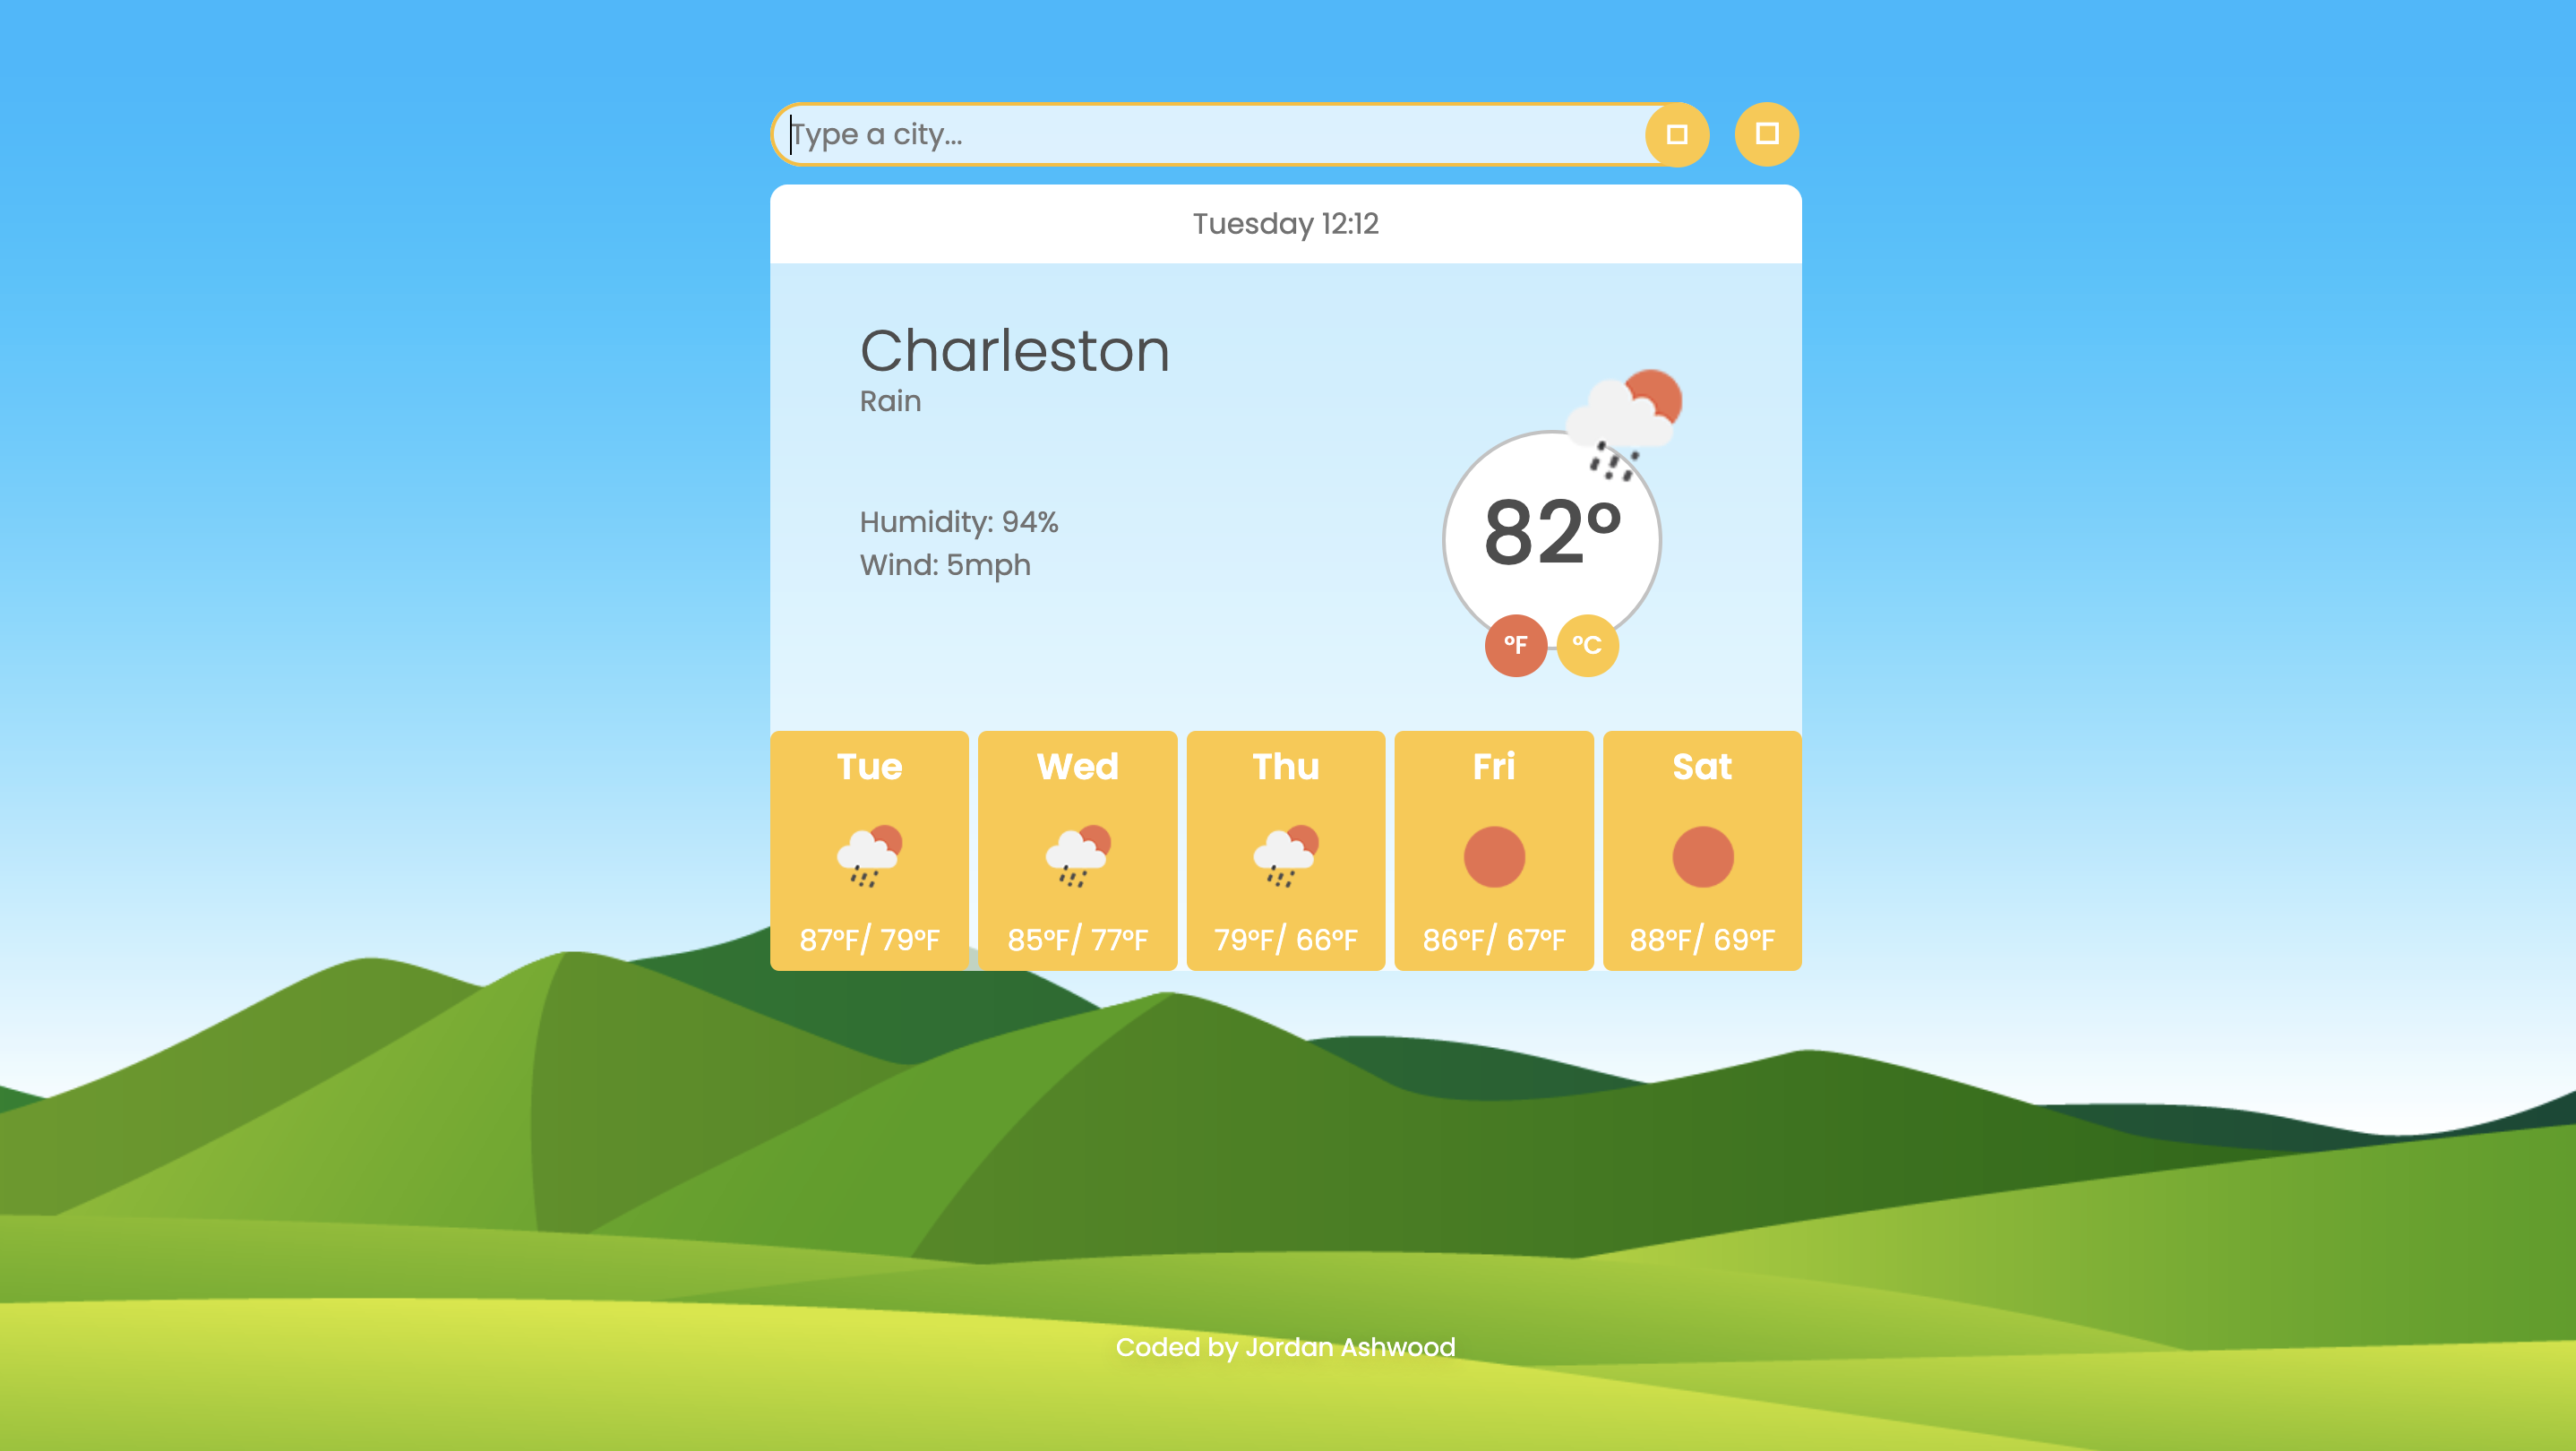 Type a city...
Tuesday 12:12
Charleston
Rain
Humidity: 94%
Wind: 5mph
82°
°F °C
Tue Wed Thu Fri Sat
87°F/ 79°F 85°F/ 77°F 79°F/ 66°F 86°F/ 67°F 88°F/ 69°F
Coded by Jordan Ashwood